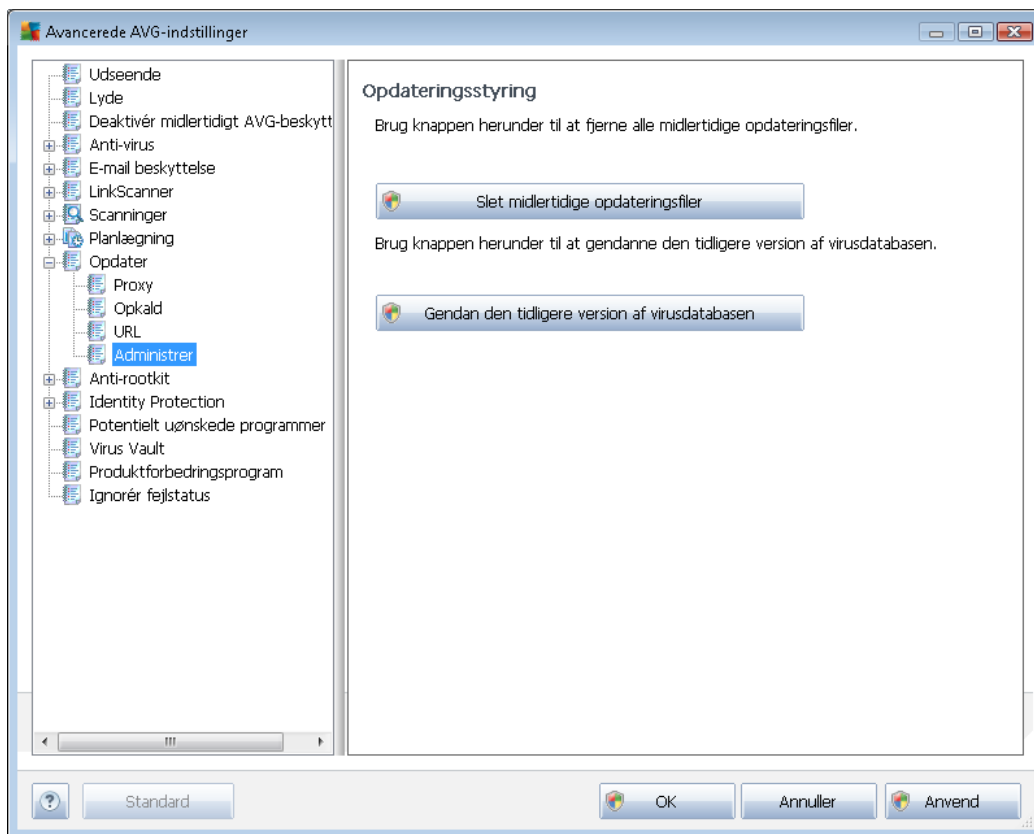 Avancerede AVG-indstillinger
Udseende
Lyde
Deaktivér midlertidigt AVG-beskytt
Anti-virus
E-mail beskyttelse
LinkScanner
Scanninger
Planlægning
Opdater
Proxy
Opkald
URL
Administrer
Anti-rootkit
Identity Protection
Potentielt uønskede programmer
Virus Vault
Produktforbedringsprogram
Ignorér fejlstatus
Opdateringsstyring
Brug knappen herunder til at fjerne alle midlertidige opdateringsfiler.
Slet midlertidige opdateringsfiler
Brug knappen herunder til at gendanne den tidligere version af virusdatabasen.
Gendan den tidligere version af virusdatabasen
? Standard OK Annuller Anvend